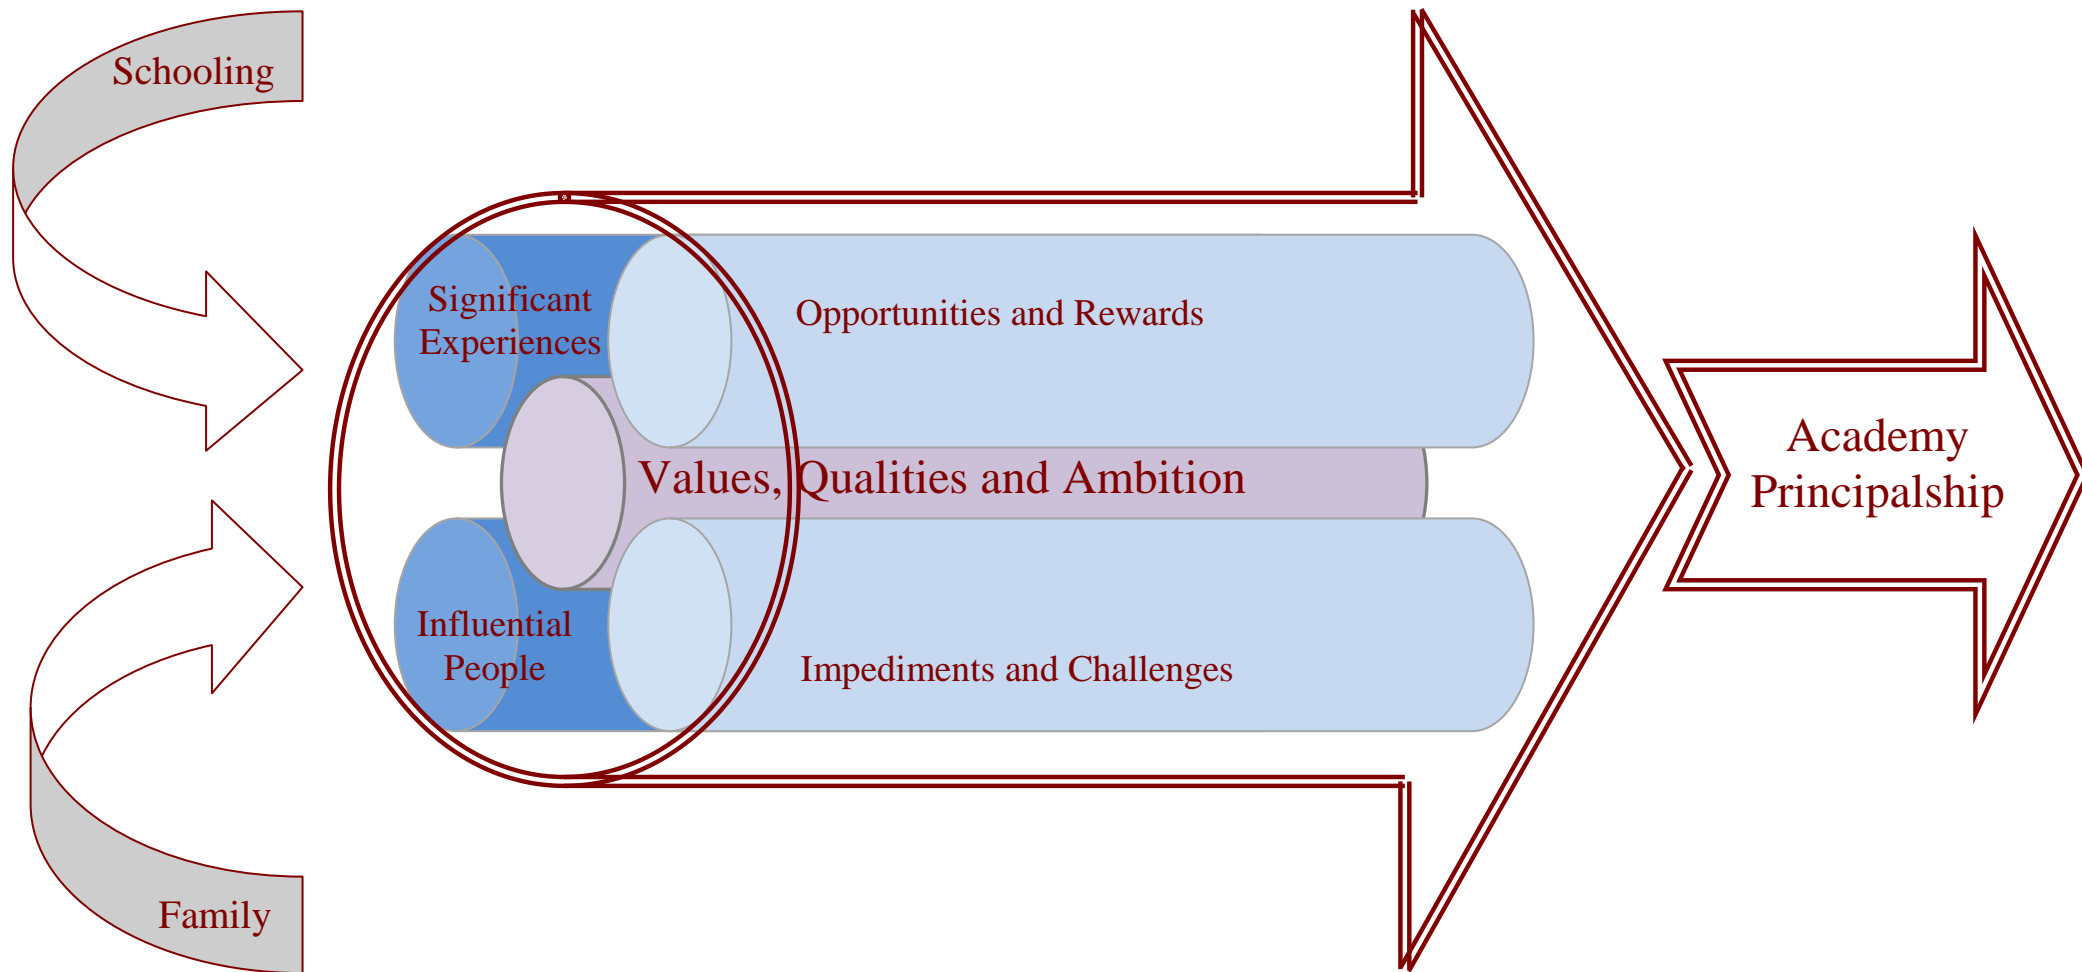 Schooling
Significant
Experiences
Opportunities and Rewards
Values, Qualities and Ambition
Academy
Principalship
Influential
People
Impediments and Challenges
Family